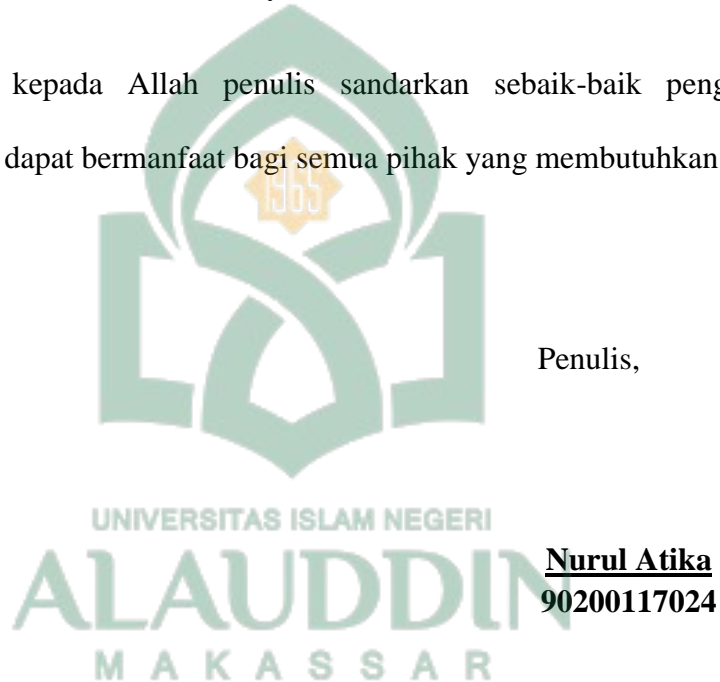 kepada Allah penulis sandarkan sebaik-baik
dapat bermanfaat bagi semua pihak yang membutuhkan
1965
Penulis,
UNIVERSITAS ISLAM NEGERI
Nurul Atika
ALAUDDIN
90200117024
MAKASSAR